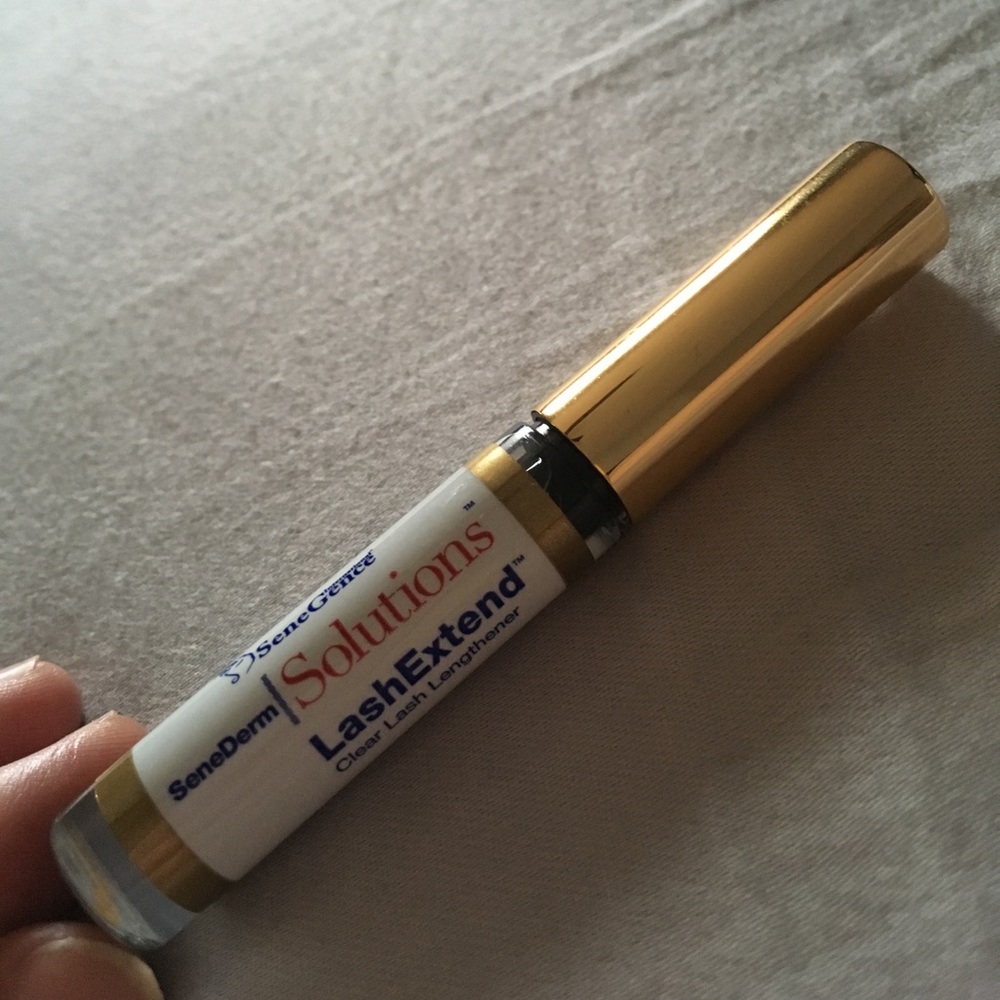 SeneGence
SeneDerm Solutions™
LashExtend™
Clear Lash Lengthener